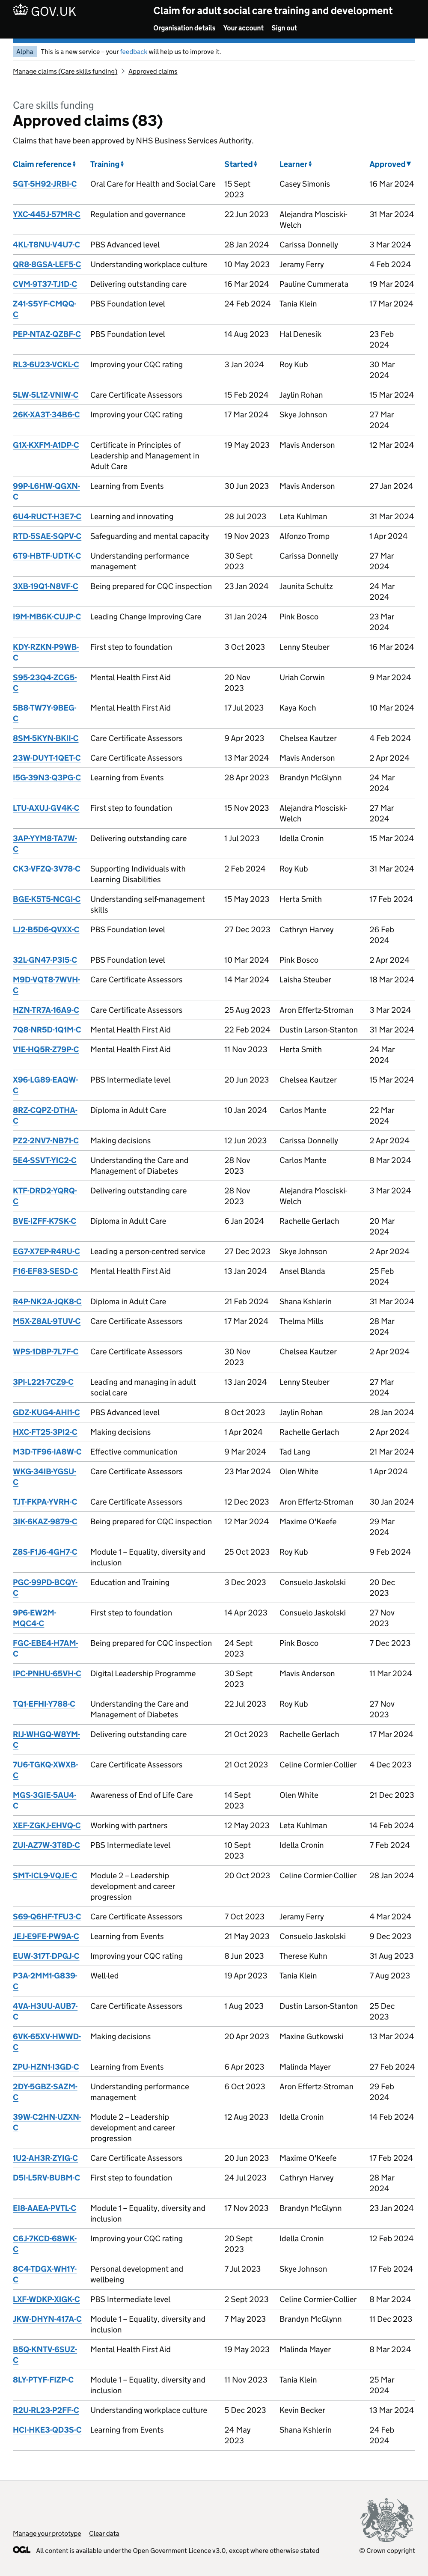 GOV.UK
Claim for adult social care training and development
Organisation details Your account Sign out
Alpha This is a new service – your feedback will help us to improve it.
Manage claims (Care skills funding) Approved claims
Care skills funding
Approved claims (83)
Claims that have been approved by NHS Business Services Authority.
Claim reference Training Started Learner Approved
5GT-5H92-JRBI-C Oral Care for Health and Social Care 15 Sept 2023 Casey Simonis 16 Mar 2024
YXC-445J-57MR-C Regulation and governance 22 Jun 2023 Alejandra Mosciski-Welch 31 Mar 2024
4KL-T8NU-V4U7-C PBS Advanced level 28 Jan 2024 Carissa Donnelly 3 Mar 2024
QR8-8GSA-LEF5-C Understanding workplace culture 10 May 2023 Jeramy Ferry 4 Feb 2024
CVM-9T37-TJ1D-C Delivering outstanding care 16 Mar 2024 Pauline Cummerata 19 Mar 2024
Z41-S5YF-CMQQ-C PBS Foundation level 24 Feb 2024 Tania Klein 17 Mar 2024
PEP-NTAZ-QZBF-C PBS Foundation level 14 Aug 2023 Hal Denesik 23 Feb 2024
RL3-6U23-VCKL-C Improving your CQC rating 3 Jan 2024 Roy Kub 30 Mar 2024
5LW-5L1Z-VNIW-C Care Certificate Assessors 15 Feb 2024 Jaylin Rohan 15 Mar 2024
26K-XA3T-34B6-C Improving your CQC rating 17 Mar 2024 Skye Johnson 27 Mar 2024
G1X-KXFM-A1DP-C Certificate in Principles of Leadership and Management in Adult Care 19 May 2023 Mavis Anderson 12 Mar 2024
99P-L6HW-QGXN-C Learning from Events 30 Jun 2023 Mavis Anderson 27 Jan 2024
6U4-RUCT-H3E7-C Learning and innovating 28 Jul 2023 Leta Kuhlman 31 Mar 2024
RTD-5SAE-SQPV-C Safeguarding and mental capacity 19 Nov 2023 Alfonzo Tromp 1 Apr 2024
6T9-HBTF-UDTK-C Understanding performance management 30 Sept 2023 Carissa Donnelly 27 Mar 2024
3XB-19Q1-N8VF-C Being prepared for CQC inspection 23 Jan 2024 Jaunita Schultz 24 Mar 2024
I9M-MB6K-CUJP-C Leading Change Improving Care 31 Jan 2024 Pink Bosco 23 Mar 2024
KDY-RZKN-P9WB-C First step to foundation 3 Oct 2023 Lenny Steuber 16 Mar 2024
S95-23Q4-ZCG5-C Mental Health First Aid 20 Nov 2023 Uriah Corwin 9 Mar 2024
5B8-TW7Y-9BEG-C Mental Health First Aid 17 Jul 2023 Kaya Koch 10 Mar 2024
8SM-5KYN-BKII-C Care Certificate Assessors 9 Apr 2023 Chelsea Kautzer 4 Feb 2024
23W-DUYT-1QET-C Care Certificate Assessors 13 Mar 2024 Mavis Anderson 2 Apr 2024
I5G-39N3-Q3PG-C Learning from Events 28 Apr 2023 Brandyn McGlynn 24 Mar 2024
LTU-AXUJ-GV4K-C First step to foundation 15 Nov 2023 Alejandra Mosciski-Welch 27 Mar 2024
3AP-YYM8-TA7W-C Delivering outstanding care 1 Jul 2023 Idella Cronin 15 Mar 2024
CK3-VFZQ-3V78-C Supporting Individuals with Learning Disabilities 2 Feb 2024 Roy Kub 31 Mar 2024
BGE-K5T5-NCGI-C Understanding self-management skills 15 May 2023 Herta Smith 17 Feb 2024
LJ2-B5D6-QVXX-C PBS Foundation level 27 Dec 2023 Cathryn Harvey 26 Feb 2024
32L-GN47-P3I5-C PBS Foundation level 10 Mar 2024 Pink Bosco 2 Apr 2024
M9D-VQT8-7WVH-C Care Certificate Assessors 14 Mar 2024 Laisha Steuber 18 Mar 2024
HZN-TR7A-16A9-C Care Certificate Assessors 25 Aug 2023 Aron Effertz-Stroman 3 Mar 2024
7Q8-NR5D-1Q1M-C Mental Health First Aid 22 Feb 2024 Dustin Larson-Stanton 31 Mar 2024
V1E-HQ5R-Z79P-C Mental Health First Aid 11 Nov 2023 Herta Smith 24 Mar 2024
X96-LG89-EAQW-C PBS Intermediate level 20 Jun 2023 Chelsea Kautzer 15 Mar 2024
8RZ-CQPZ-DTHA-C Diploma in Adult Care 10 Jan 2024 Carlos Mante 22 Mar 2024
PZ2-2NV7-NB71-C Making decisions 12 Jun 2023 Carissa Donnelly 2 Apr 2024
5E4-SSVT-YIC2-C Understanding the Care and Management of Diabetes 28 Nov 2023 Carlos Mante 8 Mar 2024
KTF-DRD2-YQRQ-C Delivering outstanding care 28 Nov 2023 Alejandra Mosciski-Welch 3 Mar 2024
BVE-IZFF-K7SK-C Diploma in Adult Care 6 Jan 2024 Rachelle Gerlach 20 Mar 2024
EG7-X7EP-R4RU-C Leading a person-centred service 27 Dec 2023 Skye Johnson 2 Apr 2024
F16-EF83-SESD-C Mental Health First Aid 13 Jan 2024 Ansel Blanda 25 Feb 2024
R4P-NK2A-JQK8-C Diploma in Adult Care 21 Feb 2024 Shana Kshlerin 31 Mar 2024
M5X-Z8AL-9TUV-C Care Certificate Assessors 17 Mar 2024 Thelma Mills 28 Mar 2024
WPS-1DBP-7L7F-C Care Certificate Assessors 30 Nov 2023 Chelsea Kautzer 2 Apr 2024
3PI-L221-7CZ9-C Leading and managing in adult social care 13 Jan 2024 Lenny Steuber 27 Mar 2024
GDZ-KUG4-AHI1-C PBS Advanced level 8 Oct 2023 Jaylin Rohan 28 Jan 2024
HXC-FT25-3PI2-C Making decisions 1 Apr 2024 Rachelle Gerlach 2 Apr 2024
M3D-TF96-IA8W-C Effective communication 9 Mar 2024 Tad Lang 21 Mar 2024
WKG-34IB-YGSU-C Care Certificate Assessors 23 Mar 2024 Olen White 1 Apr 2024
TJT-FKPA-YVRH-C Care Certificate Assessors 12 Dec 2023 Aron Effertz-Stroman 30 Jan 2024
3IK-6KAZ-9879-C Being prepared for CQC inspection 12 Mar 2024 Maxime O'Keefe 29 Mar 2024
Z8S-F1J6-4GH7-C Module 1 – Equality, diversity and inclusion 25 Oct 2023 Roy Kub 9 Feb 2024
PGC-99PD-BCQY-C Education and Training 3 Dec 2023 Consuelo Jaskolski 20 Dec 2023
9P6-EW2M-MQC4-C First step to foundation 14 Apr 2023 Consuelo Jaskolski 27 Nov 2023
FGC-EBE4-H7AM-C Being prepared for CQC inspection 24 Sept 2023 Pink Bosco 7 Dec 2023
IPC-PNHU-65VH-C Digital Leadership Programme 30 Sept 2023 Mavis Anderson 11 Mar 2024
TQ1-EFHI-Y788-C Understanding the Care and Management of Diabetes 22 Jul 2023 Roy Kub 27 Nov 2023
RIJ-WHGQ-W8YM-C Delivering outstanding care 21 Oct 2023 Rachelle Gerlach 17 Mar 2024
7U6-TGKQ-XWXB-C Care Certificate Assessors 21 Oct 2023 Celine Cormier-Collier 4 Dec 2023
MGS-3GIE-5AU4-C Awareness of End of Life Care 14 Sept 2023 Olen White 21 Dec 2023
XEF-ZGKJ-EHVQ-C Working with partners 12 May 2023 Leta Kuhlman 14 Feb 2024
ZUI-AZ7W-3T8D-C PBS Intermediate level 10 Sept 2023 Idella Cronin 7 Feb 2024
SMT-ICL9-VQJE-C Module 2 – Leadership development and career progression 20 Oct 2023 Celine Cormier-Collier 28 Jan 2024
S69-Q6HF-TFU3-C Care Certificate Assessors 7 Oct 2023 Jeramy Ferry 4 Mar 2024
JEJ-E9FE-PW9A-C Learning from Events 21 May 2023 Consuelo Jaskolski 9 Dec 2023
EUW-317T-DPGJ-C Improving your CQC rating 8 Jun 2023 Therese Kuhn 31 Aug 2023
P3A-2MM1-G839-C Well-led 19 Apr 2023 Tania Klein 7 Aug 2023
4VA-H3UU-AUB7-C Care Certificate Assessors 1 Aug 2023 Dustin Larson-Stanton 25 Dec 2023
6VK-65XV-HWWD-C Making decisions 20 Apr 2023 Maxine Gutkowski 13 Mar 2024
ZPU-HZN1-I3GD-C Learning from Events 6 Apr 2023 Malinda Mayer 27 Feb 2024
2DY-5GBZ-SAZM-C Understanding performance management 6 Oct 2023 Aron Effertz-Stroman 29 Feb 2024
39W-C2HN-UZXN-C Module 2 – Leadership development and career progression 12 Aug 2023 Idella Cronin 14 Feb 2024
1U2-AH3R-ZYIG-C Care Certificate Assessors 20 Jun 2023 Maxime O'Keefe 17 Feb 2024
D5I-L5RV-BUBM-C First step to foundation 24 Jul 2023 Cathryn Harvey 28 Mar 2024
EI8-AAEA-PVTL-C Module 1 – Equality, diversity and inclusion 17 Nov 2023 Brandyn McGlynn 23 Jan 2024
C6J-7KCD-68WK-C Improving your CQC rating 20 Sept 2023 Idella Cronin 12 Feb 2024
8C4-TDGX-WH1Y-C Personal development and wellbeing 7 Jul 2023 Skye Johnson 17 Feb 2024
LXF-WDKP-XIGK-C PBS Intermediate level 2 Sept 2023 Celine Cormier-Collier 8 Mar 2024
JKW-DHYN-417A-C Module 1 – Equality, diversity and inclusion 7 May 2023 Brandyn McGlynn 11 Dec 2023
B5Q-KNTV-6SUZ-C Mental Health First Aid 19 May 2023 Malinda Mayer 8 Mar 2024
8LY-PTYF-FIZP-C Module 1 – Equality, diversity and inclusion 11 Nov 2023 Tania Klein 25 Mar 2024
R2U-RL23-P2FF-C Understanding workplace culture 5 Dec 2023 Kevin Becker 13 Mar 2024
HCI-HKE3-QD3S-C Learning from Events 24 May 2023 Shana Kshlerin 24 Feb 2024
Manage your prototype Clear data
OGL All content is available under the Open Government Licence v3.0, except where otherwise stated
© Crown copyright